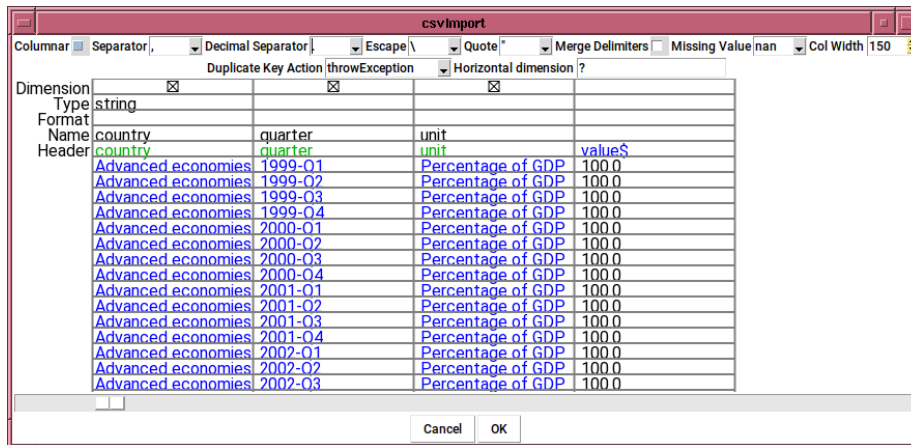 csvImport
Columnar Separator , Decimal Separator . Escape \ Quote " Merge Delimiters Missing Value nan Col Width 150
Duplicate Key Action throwException Horizontal dimension ?
Dimension
Type string
Format
Name country quarter unit
Header country quarter unit value$
Advanced economies 1999-Q1 Percentage of GDP 100.0
Advanced economies 1999-Q2 Percentage of GDP 100.0
Advanced economies 1999-Q3 Percentage of GDP 100.0
Advanced economies 1999-Q4 Percentage of GDP 100.0
Advanced economies 2000-Q1 Percentage of GDP 100.0
Advanced economies 2000-Q2 Percentage of GDP 100.0
Advanced economies 2000-Q3 Percentage of GDP 100.0
Advanced economies 2000-Q4 Percentage of GDP 100.0
Advanced economies 2001-Q1 Percentage of GDP 100.0
Advanced economies 2001-Q2 Percentage of GDP 100.0
Advanced economies 2001-Q3 Percentage of GDP 100.0
Advanced economies 2001-Q4 Percentage of GDP 100.0
Advanced economies 2002-Q1 Percentage of GDP 100.0
Advanced economies 2002-Q2 Percentage of GDP 100.0
Advanced economies 2002-Q3 Percentage of GDP 100.0
Cancel OK